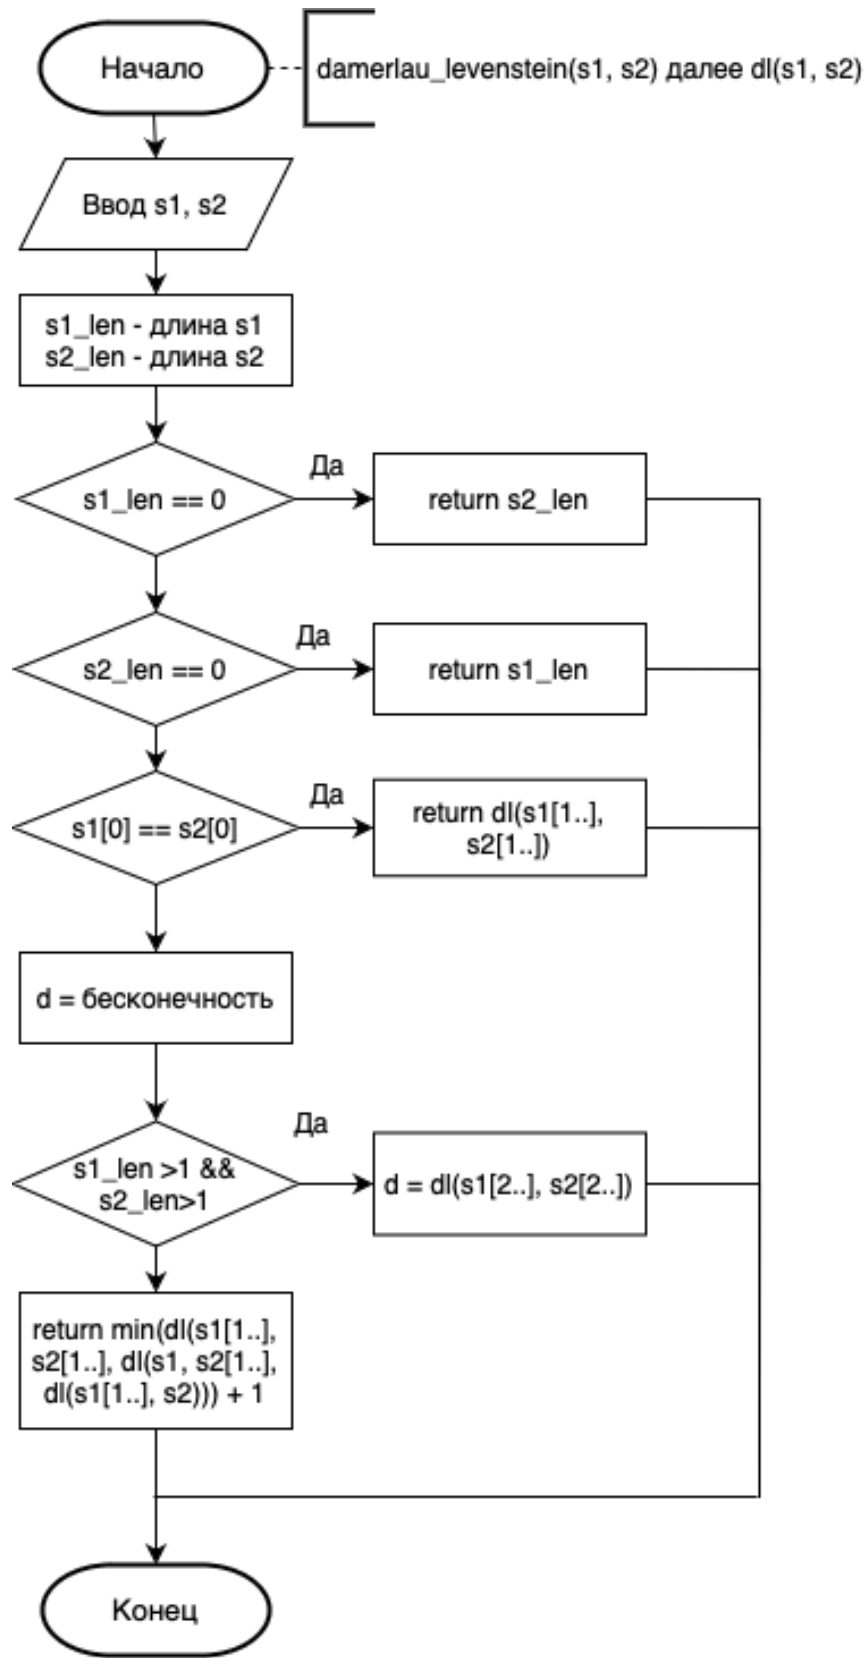 Начало
damerlau_levenstein(s1, s2) далее dl(s1, s2)
Ввод s1, s2
s1_len - длина s1
s2_len - длина s2
s1_len == 0
Да
return s2_len
s2_len == 0
Да
return s1_len
s1[0] == s2[0]
Да
return dl(s1[1..],
s2[1..])
d = бесконечность
s1_len >1 &&
s2_len>1
Да
d = dl(s1[2..], s2[2..])
return min(dl(s1[1..],
s2[1..], dl(s1, s2[1..],
dl(s1[1..], s2))) + 1
Конец